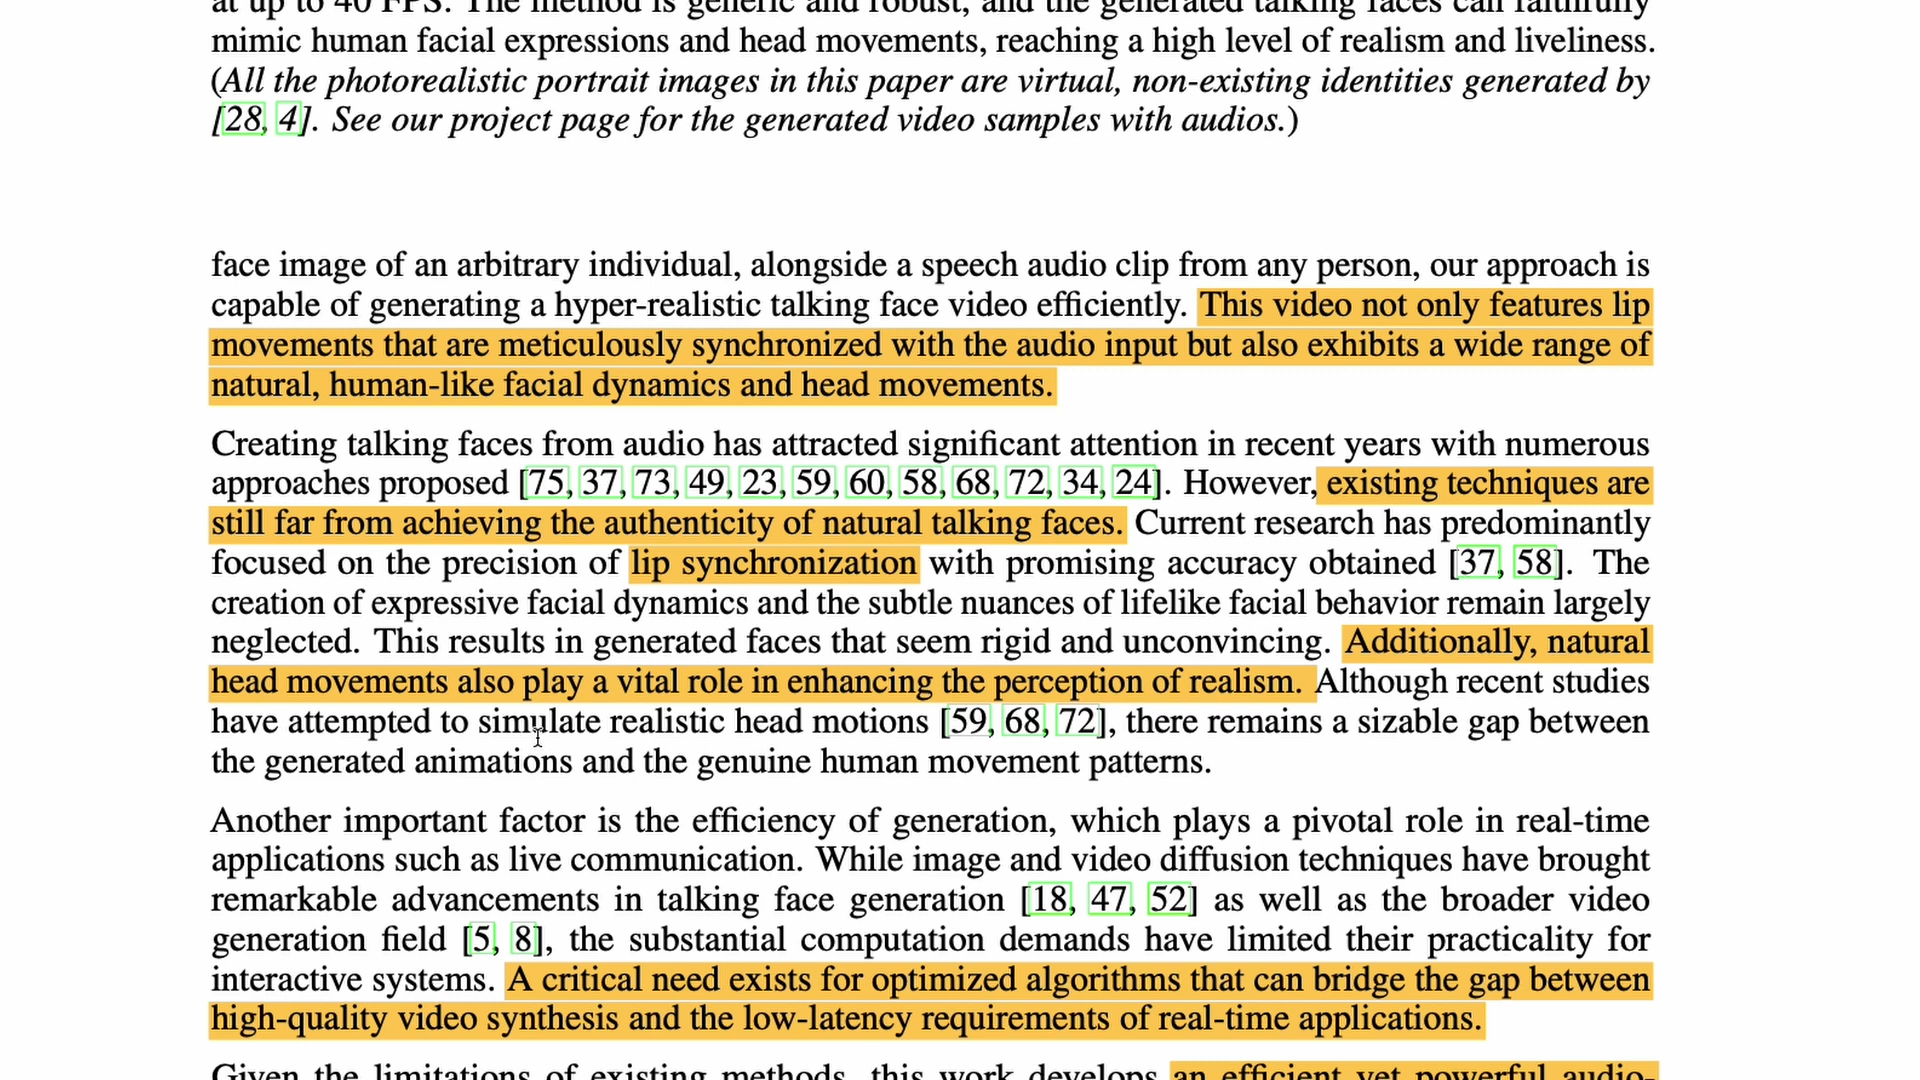 at up to 40 FPS. The method is generic and robust, and the generated talking faces can faithfully
mimic human facial expressions and head movements, reaching a high level of realism and liveliness.
(All the photorealistic portrait images in this paper are virtual, non-existing identities generated by
[28, 4]. See our project page for the generated video samples with audios.)
face image of an arbitrary individual, alongside a speech audio clip from any person, our approach is
capable of generating a hyper-realistic talking face video efficiently. This video not only features lip
movements that are meticulously synchronized with the audio input but also exhibits a wide range of
natural, human-like facial dynamics and head movements.
Creating talking faces from audio has attracted significant attention in recent years with numerous
approaches proposed [75, 37, 73, 49, 23, 59, 60, 58, 68, 72, 34, 24]. However, existing techniques are
still far from achieving the authenticity of natural talking faces. Current research has predominantly
focused on the precision of lip synchronization with promising accuracy obtained [37, 58]. The
creation of expressive facial dynamics and the subtle nuances of lifelike facial behavior remain largely
neglected. This results in generated faces that seem rigid and unconvincing. Additionally, natural
head movements also play a vital role in enhancing the perception of realism. Although recent studies
have attempted to simulate realistic head motions [59, 68, 72], there remains a sizable gap between
the generated animations and the genuine human movement patterns.
Another important factor is the efficiency of generation, which plays a pivotal role in real-time
applications such as live communication. While image and video diffusion techniques have brought
remarkable advancements in talking face generation [18, 47, 52] as well as the broader video
generation field [5, 8], the substantial computation demands have limited their practicality for
interactive systems. A critical need exists for optimized algorithms that can bridge the gap between
high-quality video synthesis and the low-latency requirements of real-time applications.
Given the limitations of existing methods, this work develops an efficient yet powerful audio-